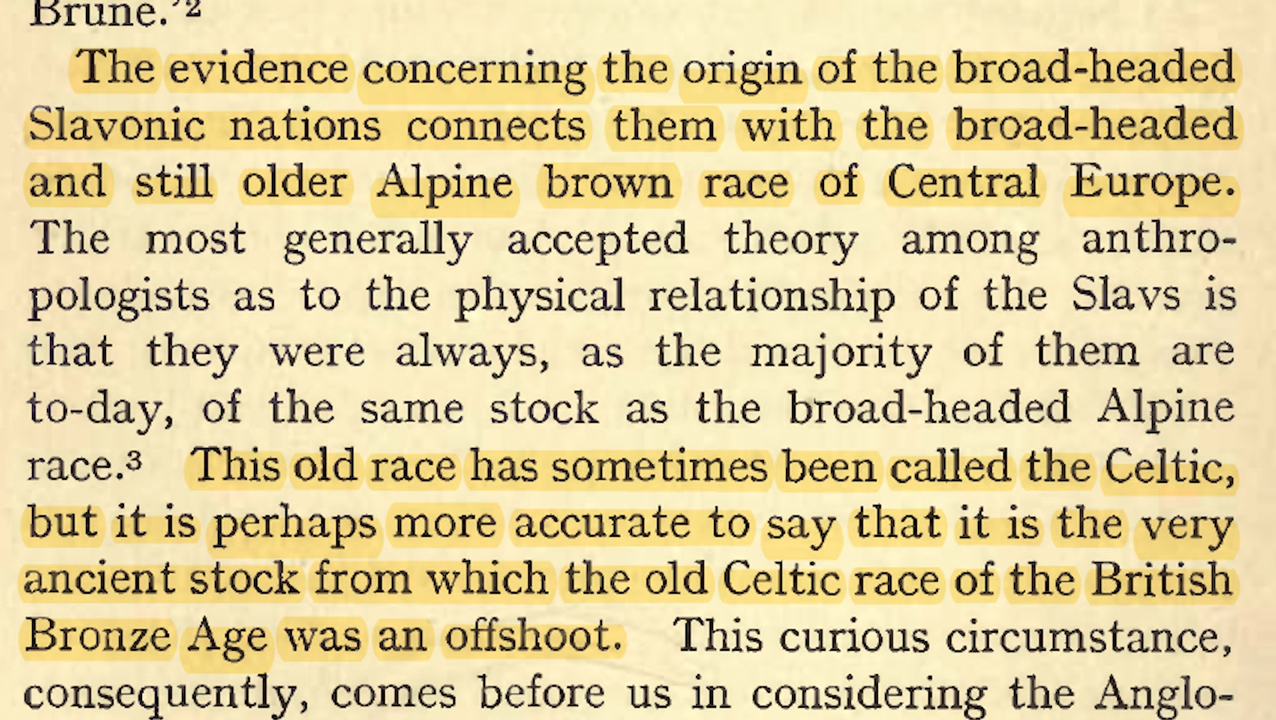 Brune.’2
The evidence concerning the origin of the broad-headed
Slavonic nations connects them with the broad-headed
and still older Alpine brown race of Central Europe.
The most generally accepted theory among anthro-
pologists as to the physical relationship of the Slavs is
that they were always, as the majority of them are
to-day, of the same stock as the broad-headed Alpine
race.3 This old race has sometimes been called the Celtic,
but it is perhaps more accurate to say that it is the very
ancient stock from which the old Celtic race of the British
Bronze Age was an offshoot. This curious circumstance,
consequently, comes before us in considering the Anglo-